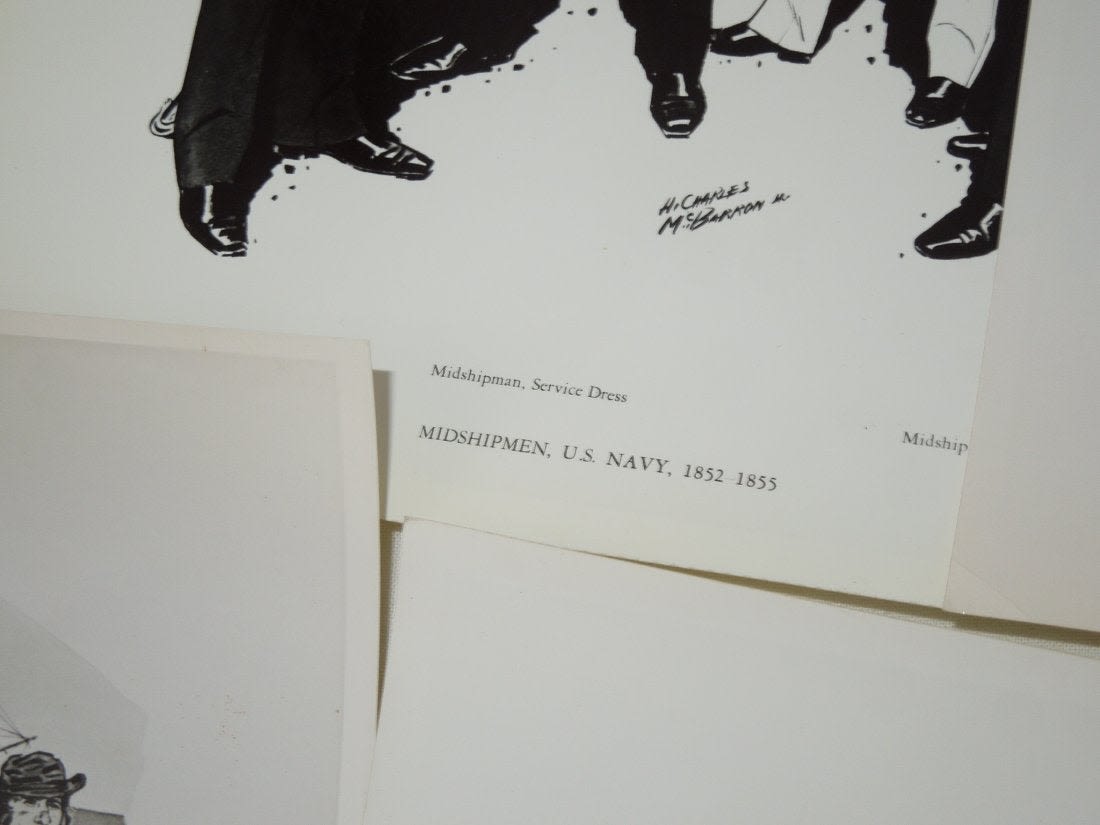 H. CHARLES
McBARRON JR.
Midshipman, Service Dress
Midship
MIDSHIPMEN, U.S. NAVY, 1852–1855